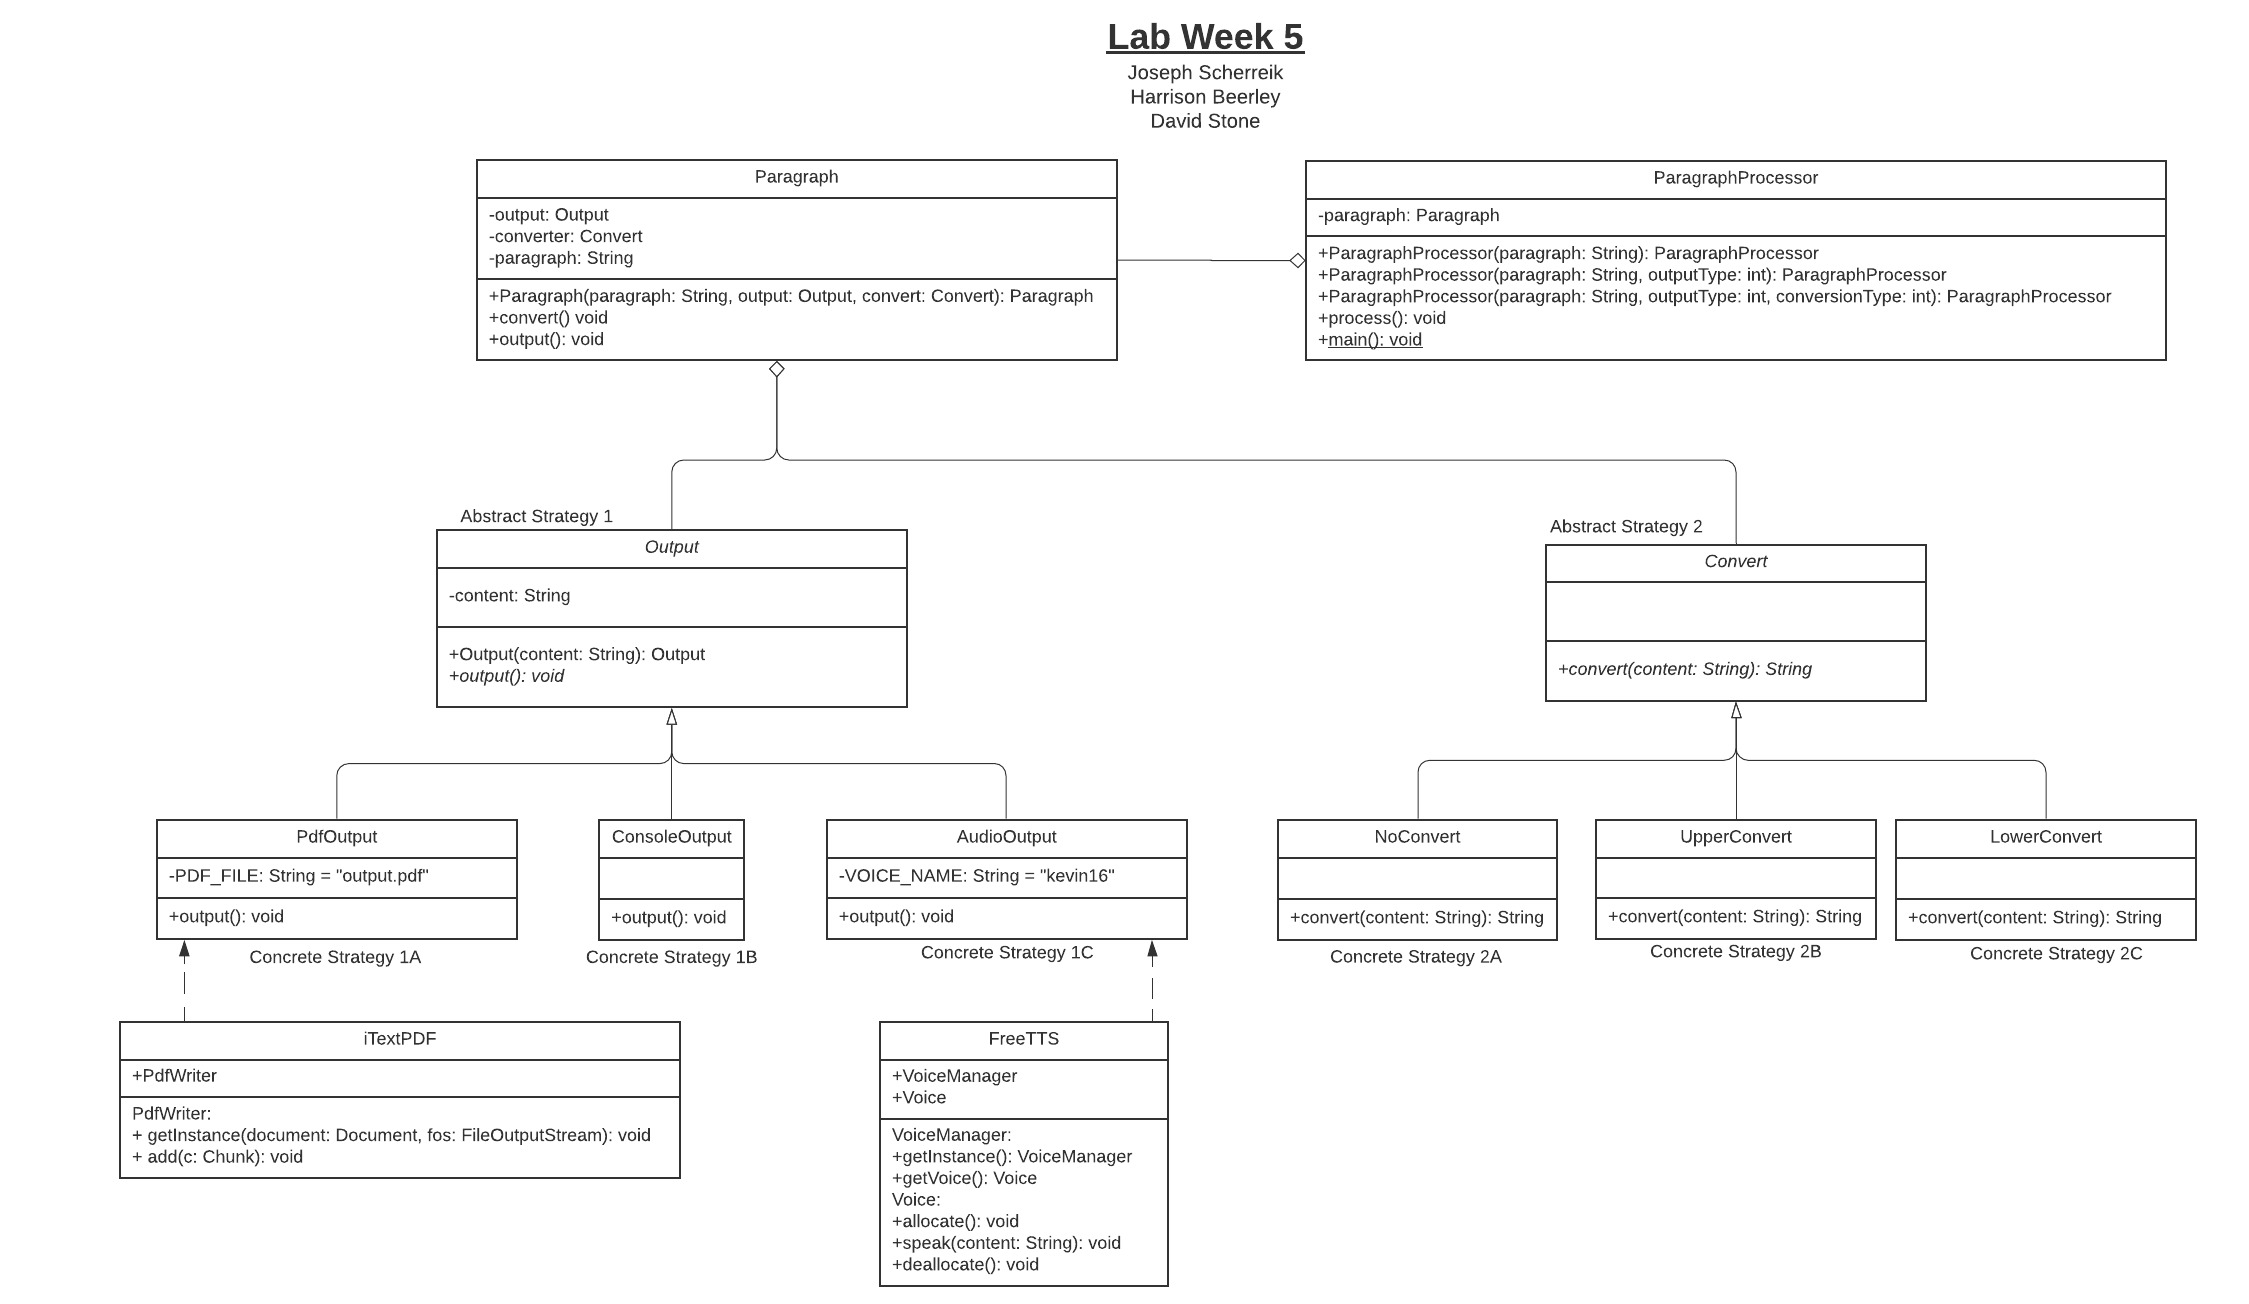 Lab Week 5
Joseph Scherreik
Harrison Beerley
David Stone
Paragraph
-output: Output
-converter: Convert
-paragraph: String
+Paragraph(paragraph: String, output: Output, convert: Convert): Paragraph
+convert() void
+output(): void
ParagraphProcessor
-paragraph: Paragraph
+ParagraphProcessor(paragraph: String): ParagraphProcessor
+ParagraphProcessor(paragraph: String, outputType: int): ParagraphProcessor
+ParagraphProcessor(paragraph: String, outputType: int, conversionType: int): ParagraphProcessor
+process(): void
+main(): void
Abstract Strategy 1
Output
-content: String
+Output(content: String): Output
+output(): void
Abstract Strategy 2
Convert
+convert(content: String): String
PdfOutput
-PDF_FILE: String = "output.pdf"
+output(): void
Concrete Strategy 1A
ConsoleOutput
+output(): void
Concrete Strategy 1B
AudioOutput
-VOICE_NAME: String = "kevin16"
+output(): void
Concrete Strategy 1C
NoConvert
+convert(content: String): String
Concrete Strategy 2A
UpperConvert
+convert(content: String): String
Concrete Strategy 2B
LowerConvert
+convert(content: String): String
Concrete Strategy 2C
iTextPDF
+PdfWriter
PdfWriter:
+ getInstance(document: Document, fos: FileOutputStream): void
+ add(c: Chunk): void
FreeTTS
+VoiceManager
+Voice
VoiceManager:
+getInstance(): VoiceManager
+getVoice(): Voice
Voice:
+allocate(): void
+speak(content: String): void
+deallocate(): void